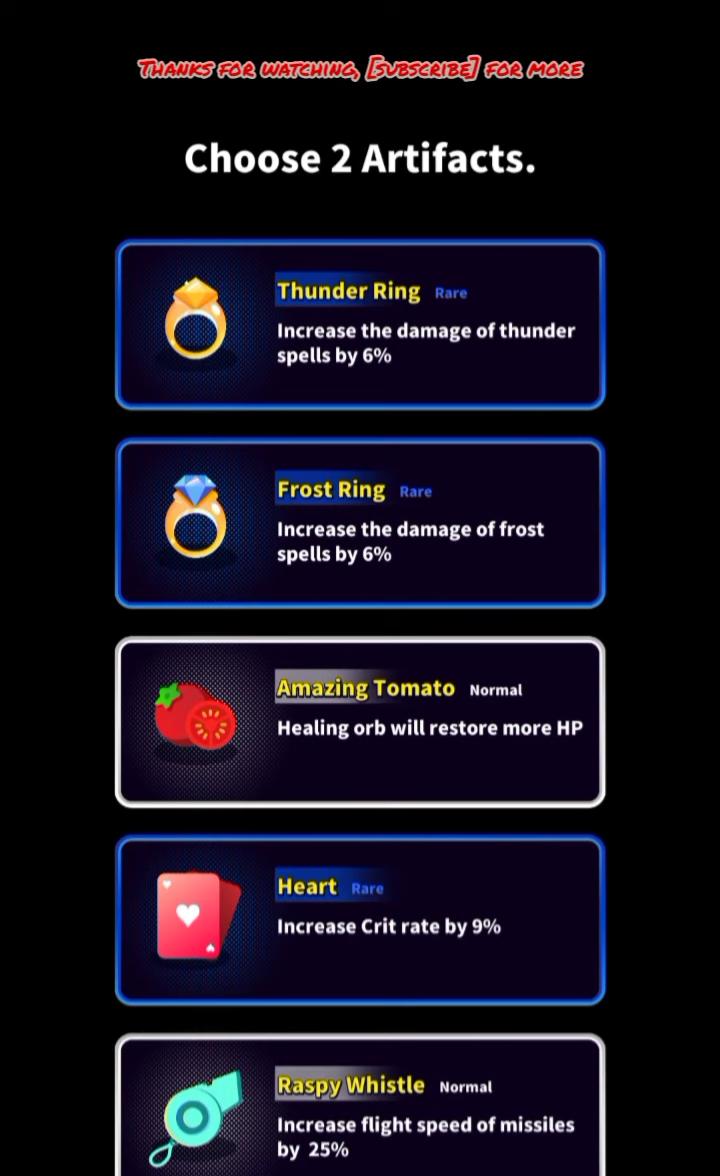 Thanks for watching, [Subscribe] for more
Choose 2 Artifacts.
Thunder Ring Rare
Increase the damage of thunder
spells by 6%
Frost Ring Rare
Increase the damage of frost
spells by 6%
Amazing Tomato Normal
Healing orb will restore more HP
Heart Rare
Increase Crit rate by 9%
Raspy Whistle Normal
Increase flight speed of missiles
by 25%